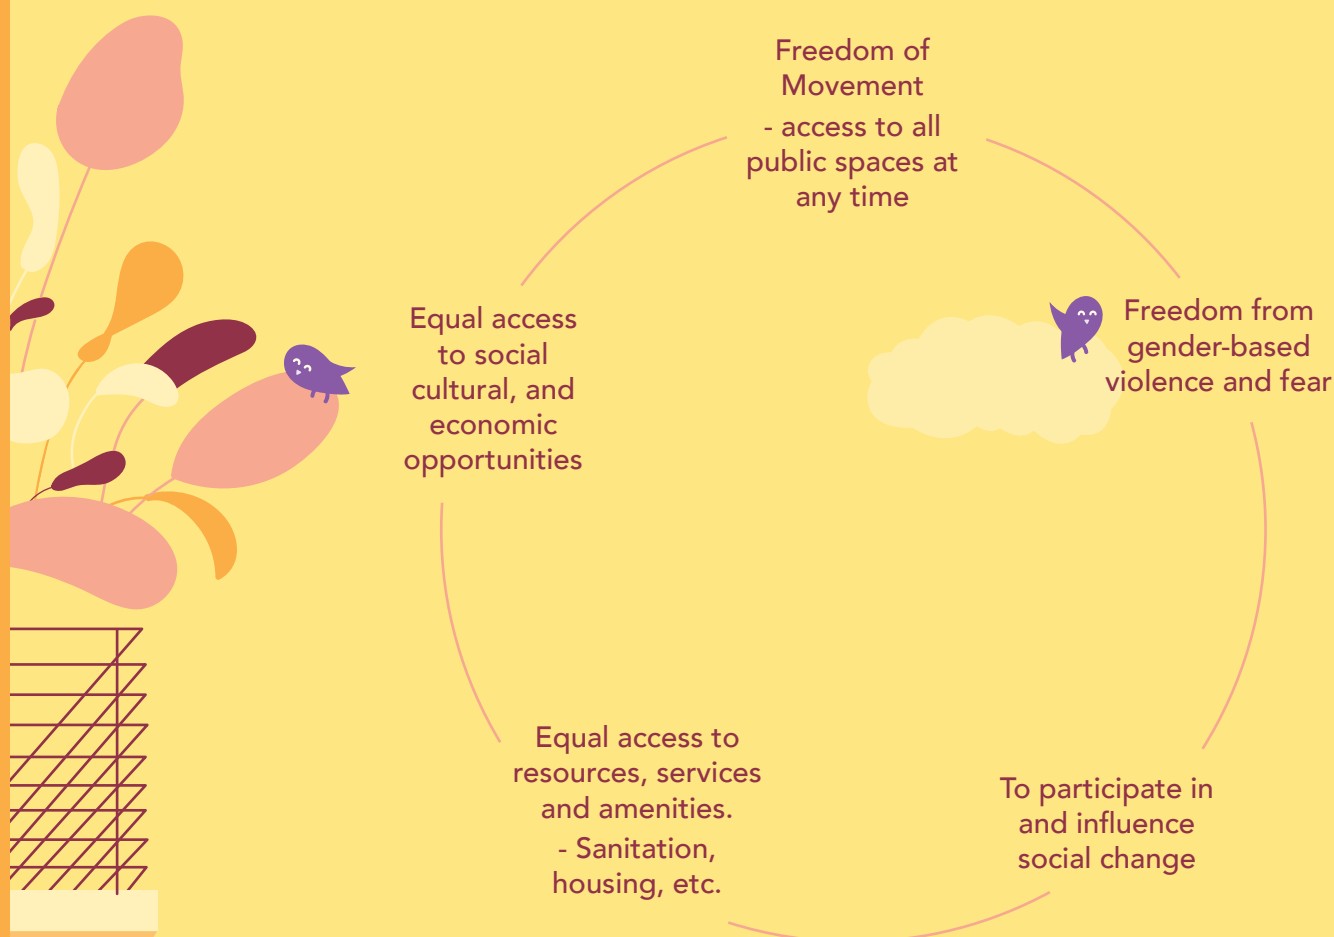 Freedom of
Movement
- access to all
public spaces at
any time
Freedom from
gender-based
violence and fear
To participate in
and influence
social change
Equal access to
resources, services
and amenities.
- Sanitation,
housing, etc.
Equal access
to social
cultural, and
economic
opportunities